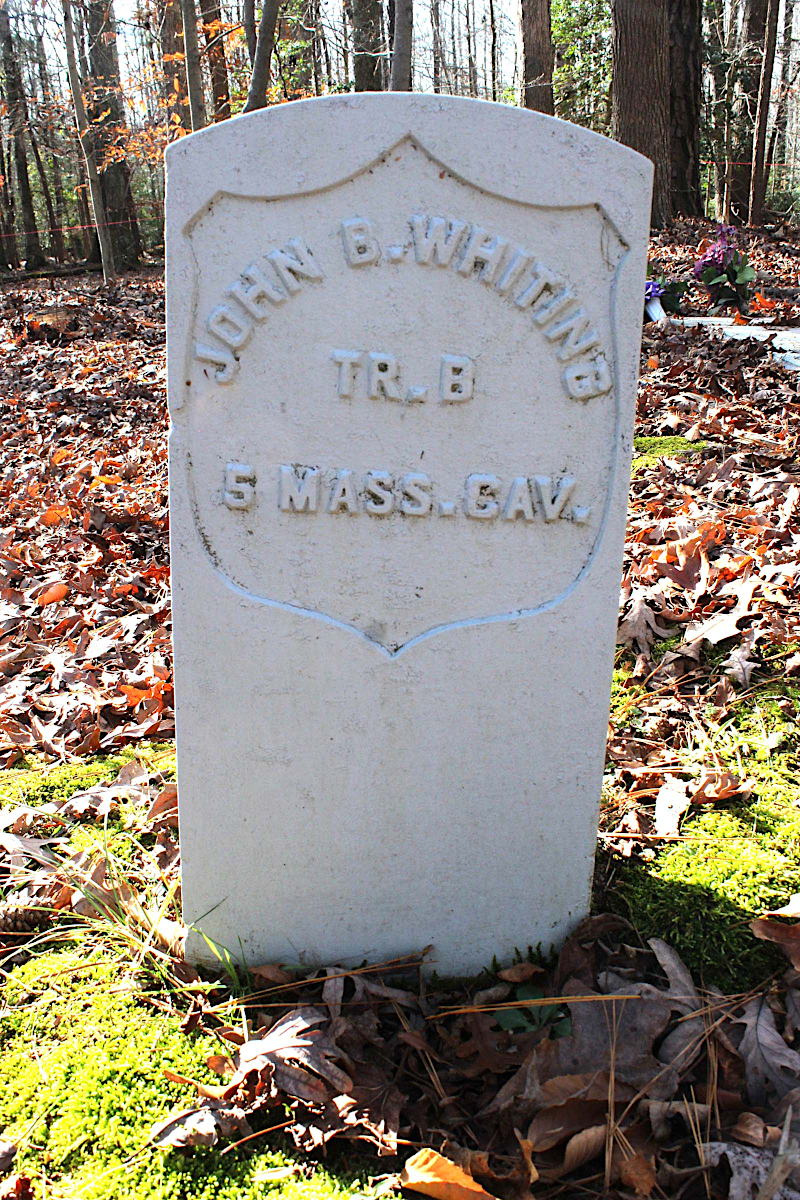 JOHN B. WHITING
TR. B
5 MASS. CAV.